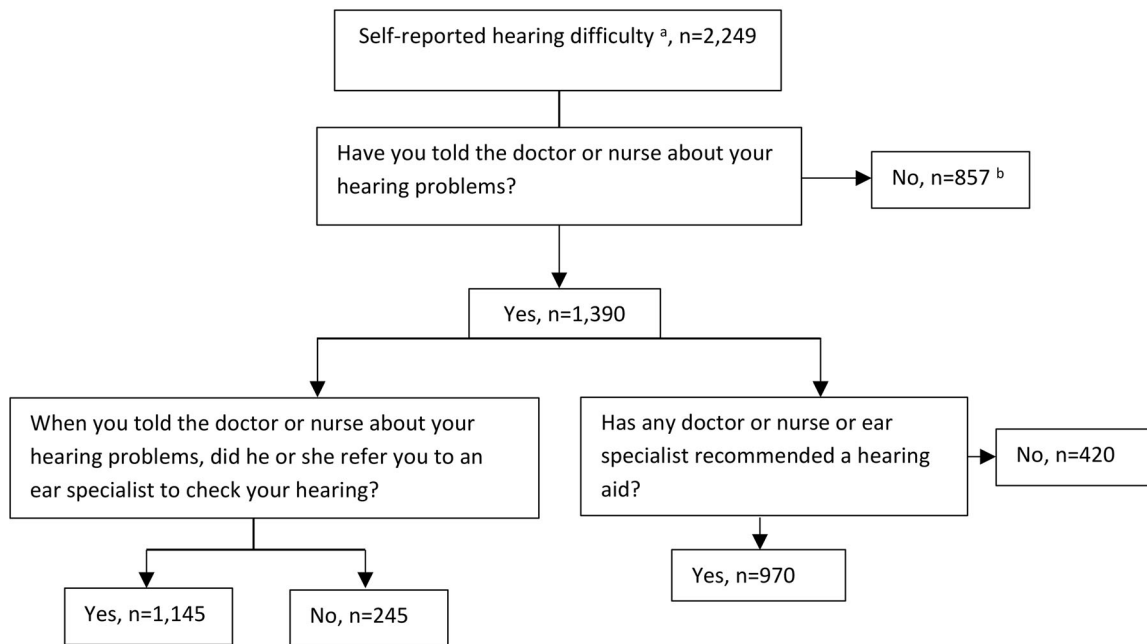 Self-reported hearing difficulty ᵃ, n=2,249
Have you told the doctor or nurse about your
hearing problems?
No, n=857 ᵇ
Yes, n=1,390
When you told the doctor or nurse about your
hearing problems, did he or she refer you to an
ear specialist to check your hearing?
Has any doctor or nurse or ear
specialist recommended a hearing
aid?
No, n=420
Yes, n=970
Yes, n=1,145
No, n=245